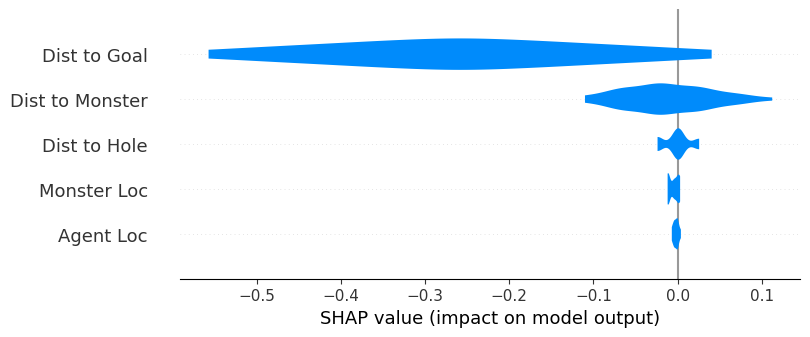 Dist to Goal
Dist to Monster
Dist to Hole
Monster Loc
Agent Loc
−0.5 −0.4 −0.3 −0.2 −0.1 0.0 0.1
SHAP value (impact on model output)